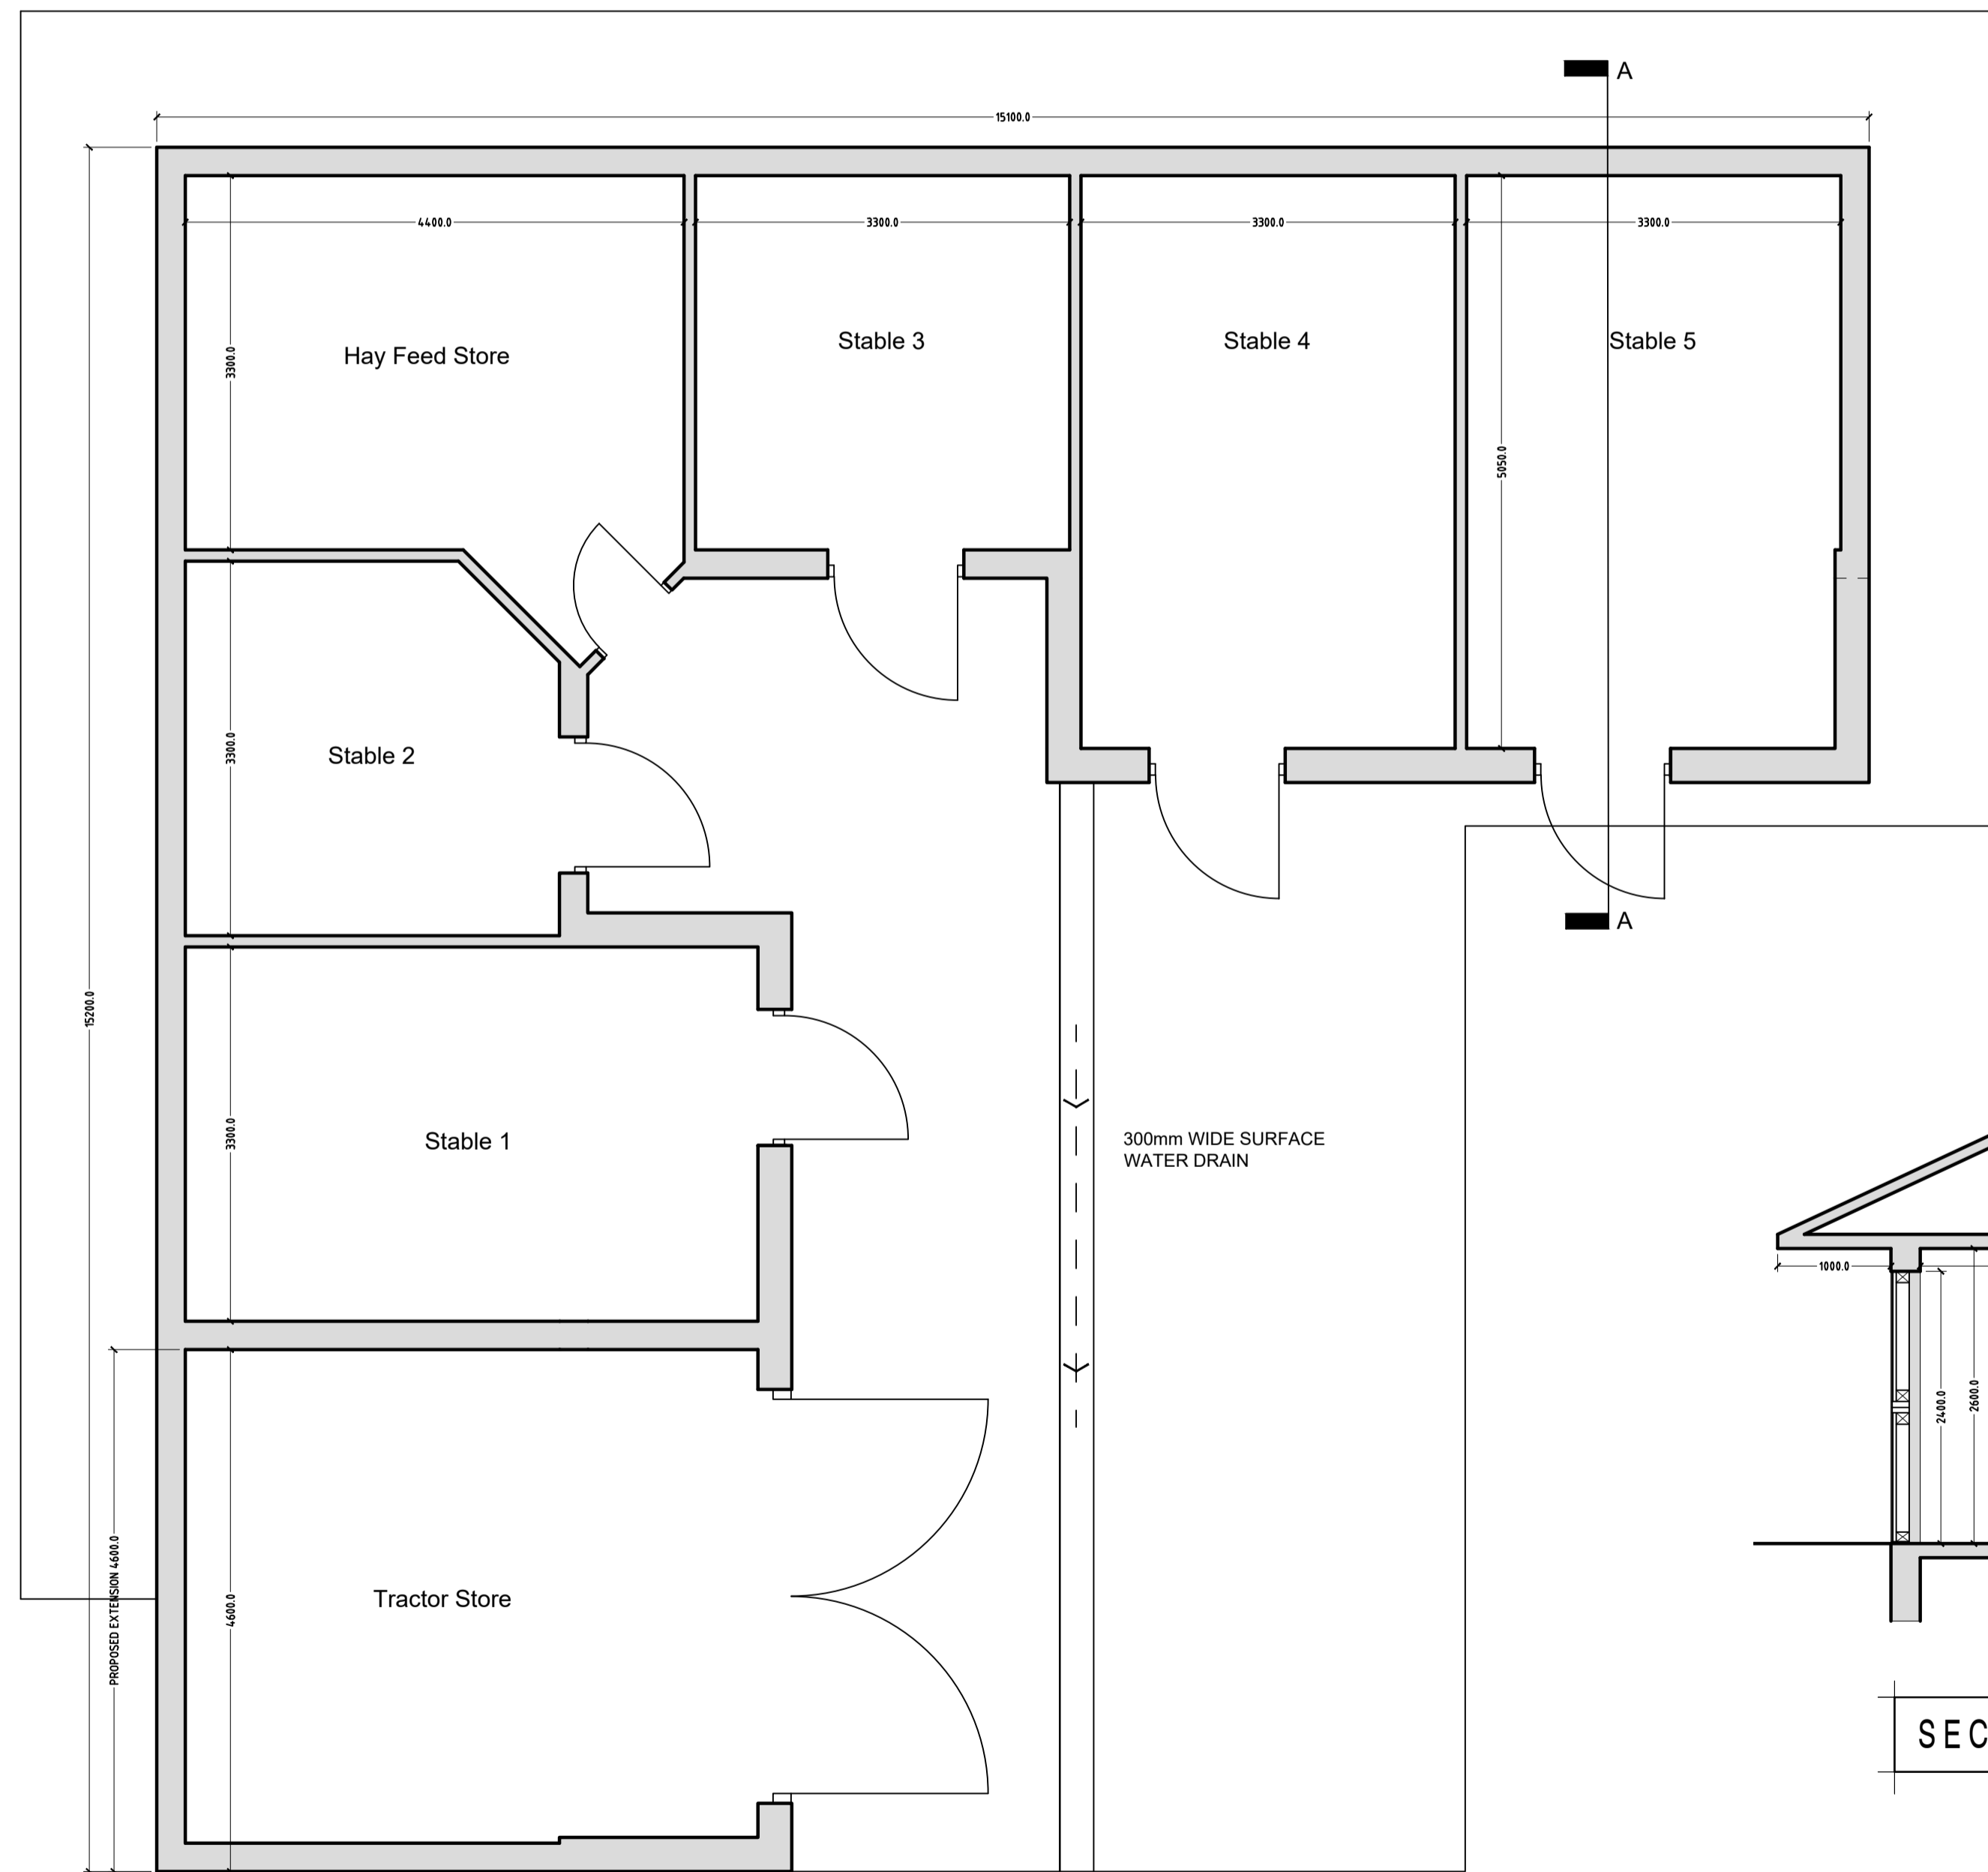 A
15100.0
4400.0
3300.0
3300.0
3300.0
Stable 3
Stable 4
Stable 5
Hay Feed Store
3300.0
5050.0
Stable 2
3300.0
A
15200.0
Stable 1
3300.0
300mm WIDE SURFACE
WATER DRAIN
1000.0
2400.0
2600.0
Tractor Store
4600.0
PROPOSED EXTENSION 4600.0
SEC